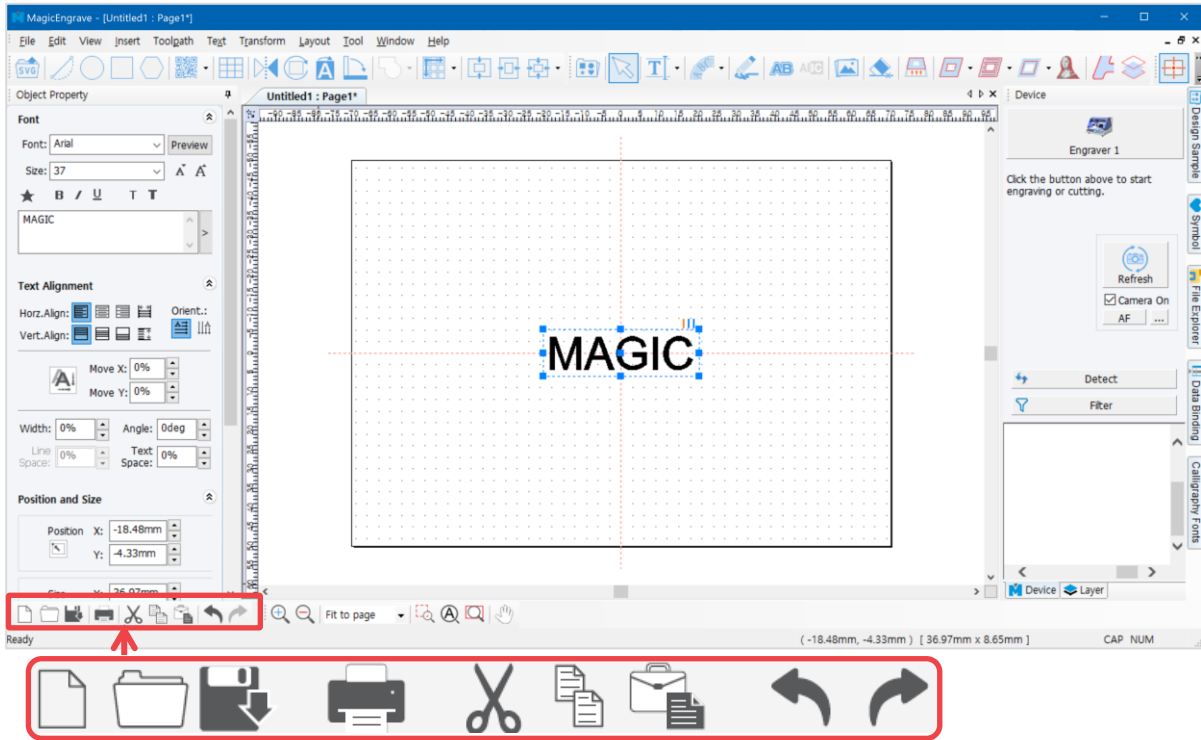 MagicEngrave - [Untitled1 : Page1*]
File Edit View Insert Toolpath Text Transform Layout Tool Window Help
SVG A T AB ABC
Object Property
Untitled1 : Page1*
Device
Font
Font: Arial Preview
Size: 37 A A
B I U T T
MAGIC
>
Text Alignment
Horz.Align: Orient.:
Vert.Align:
Move X: 0%
Move Y: 0%
Width: 0% Angle: 0deg
Line Space: 0% Text Space: 0%
Position and Size
Position X: -18.48mm
Y: -4.33mm
36.97mm
MAGIC
Engraver 1
Click the button above to start
engraving or cutting.
Refresh
Camera On
AF ...
Detect
Filter
Device Layer
Design Sample
Symbol
File Explorer
Data Binding
Calligraphy Fonts
Fit to page A
Ready
( -18.48mm, -4.33mm ) [ 36.97mm x 8.65mm ] CAP NUM